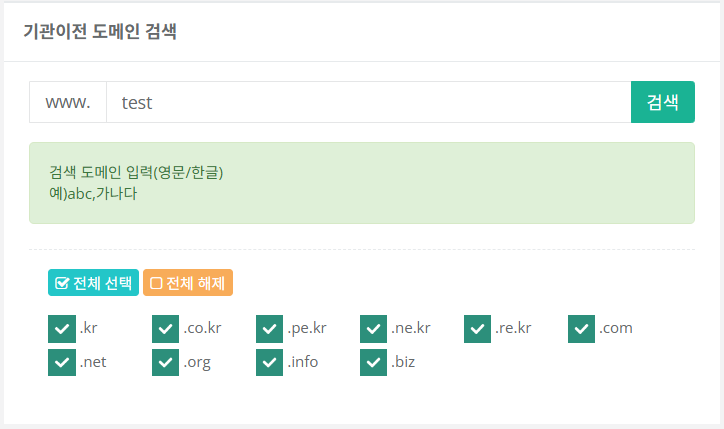 기관이전 도메인 검색
www. test 검색
검색 도메인 입력(영문/한글)
예)abc,가나다
전체 선택 전체 해제
.kr .co.kr .pe.kr .ne.kr .re.kr .com
.net .org .info .biz